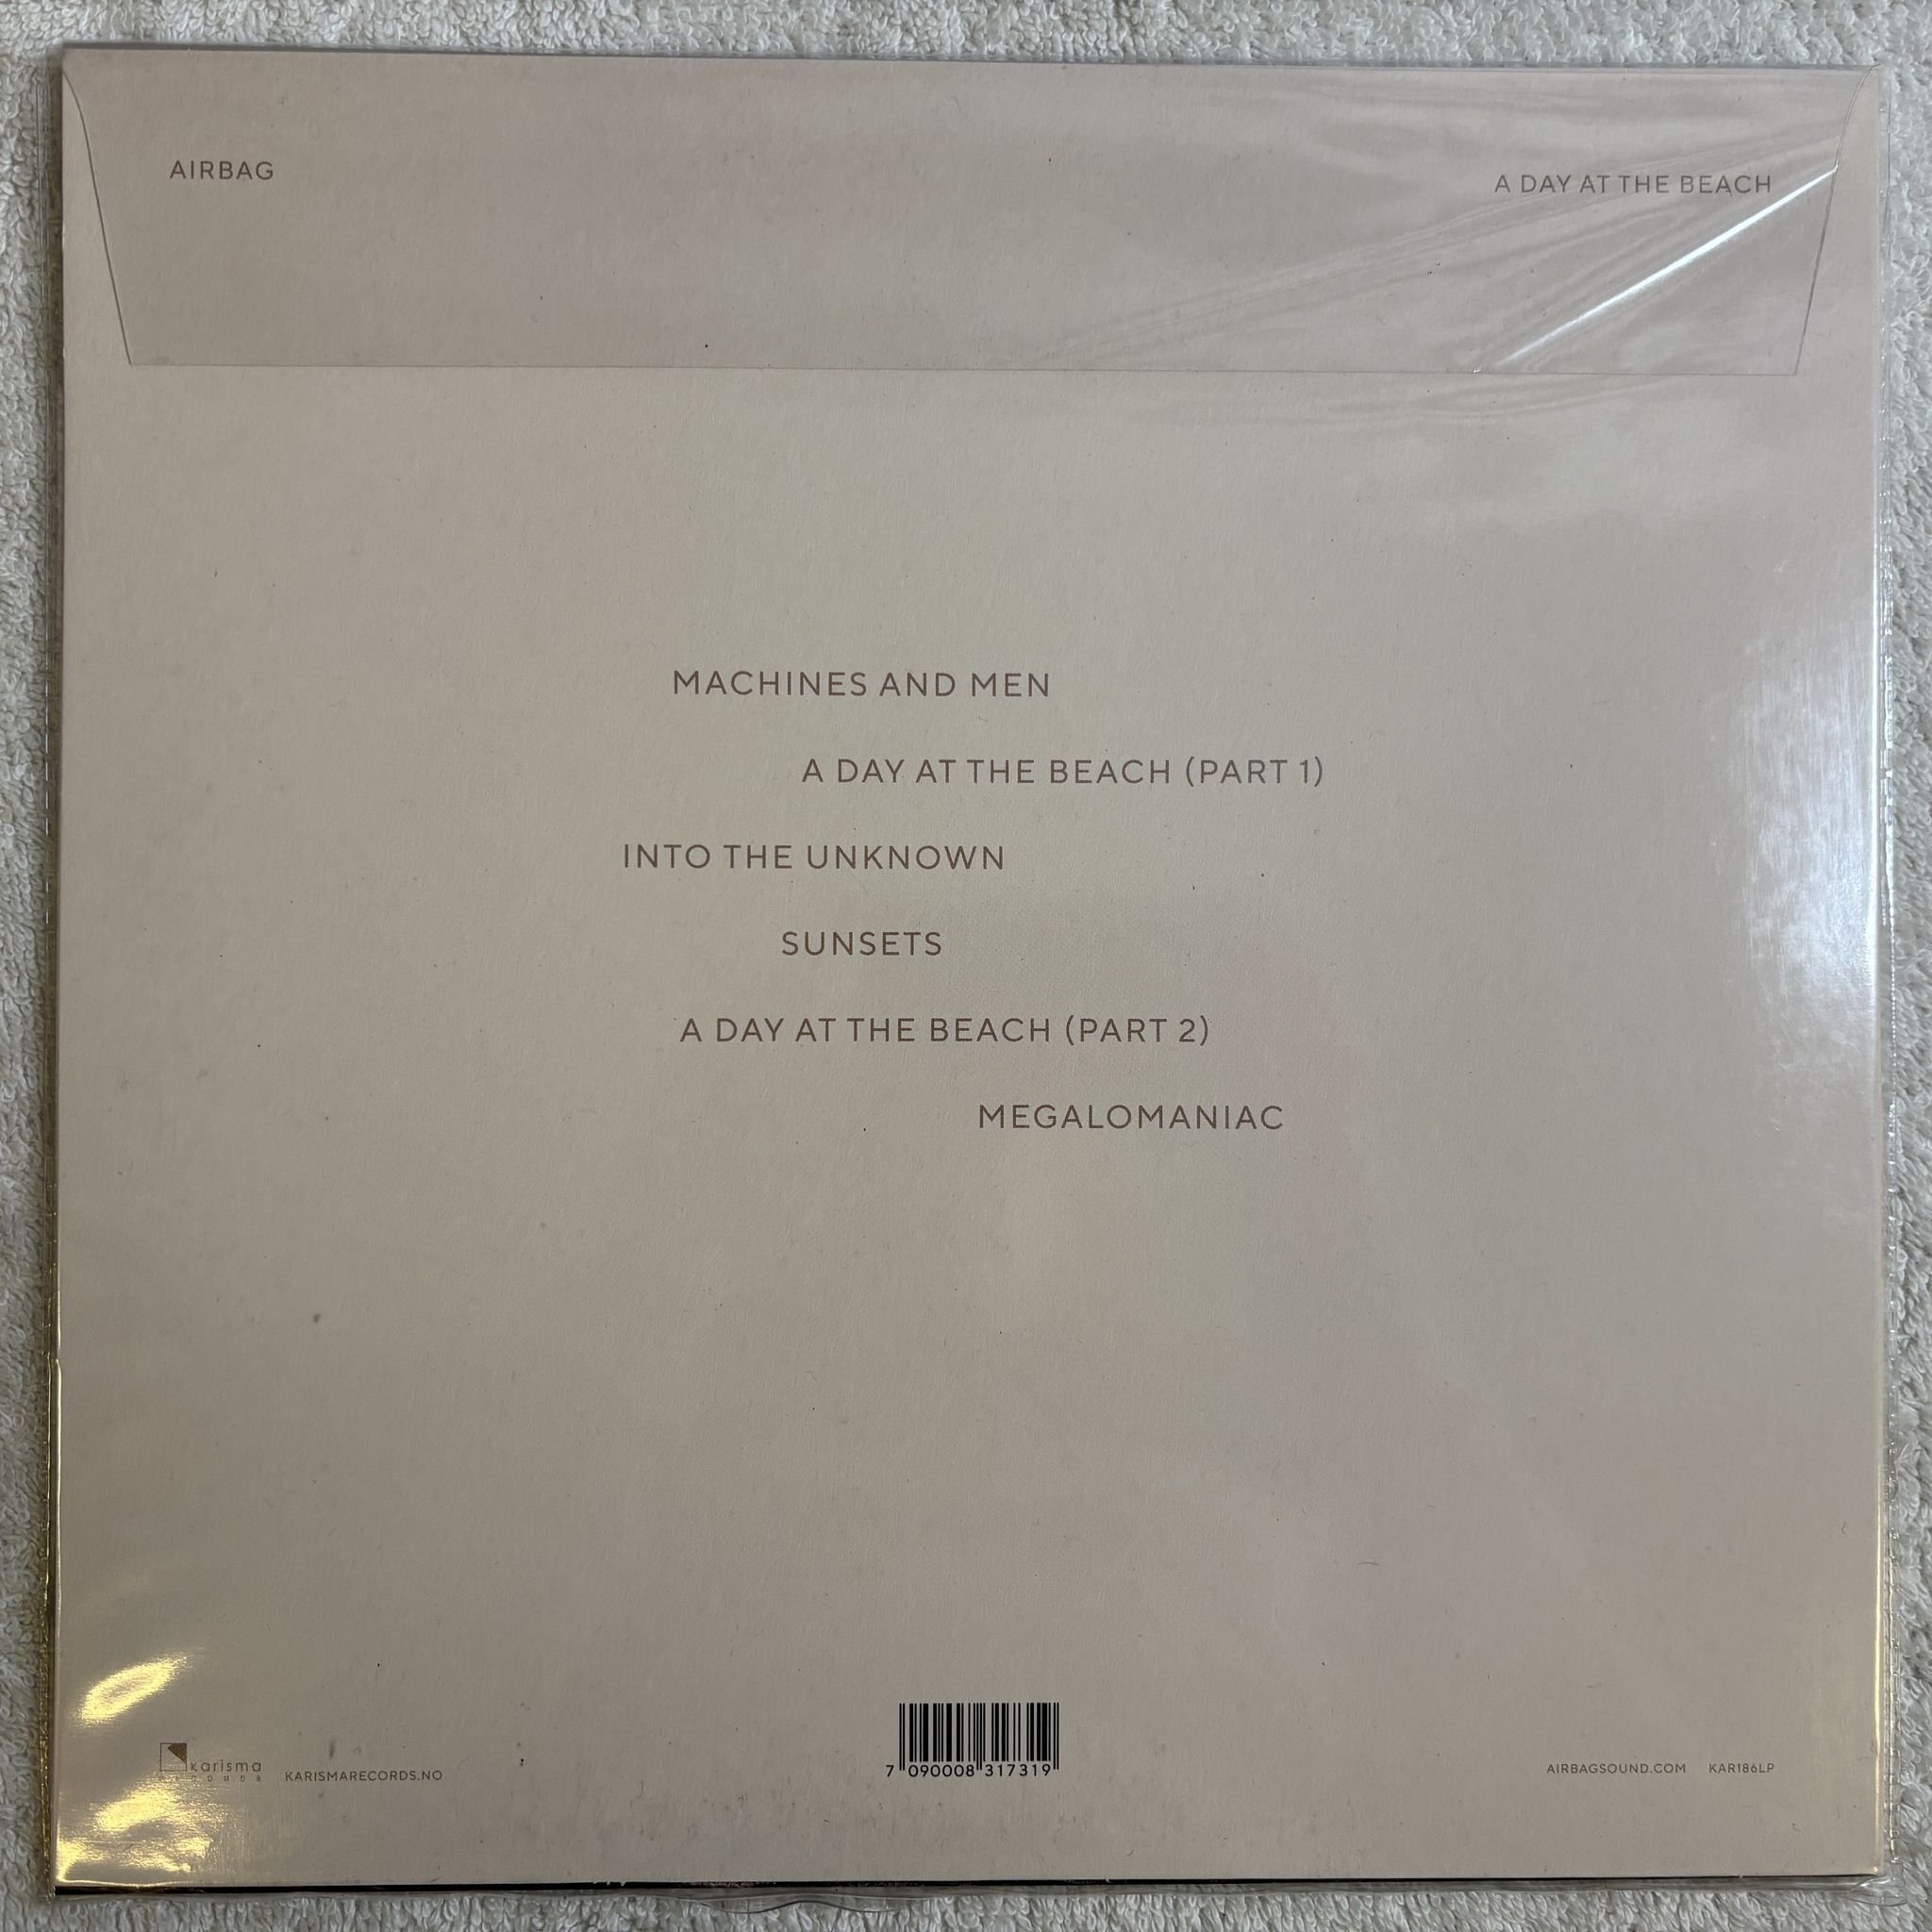 AIRBAG
A DAY AT THE BEACH
MACHINES AND MEN
A DAY AT THE BEACH (PART 1)
INTO THE UNKNOWN
SUNSETS
A DAY AT THE BEACH (PART 2)
MEGALOMANIAC
karisma
KARISMARECORDS.NO
7 090008 317319
AIRBAGSOUND.COM KAR186LP